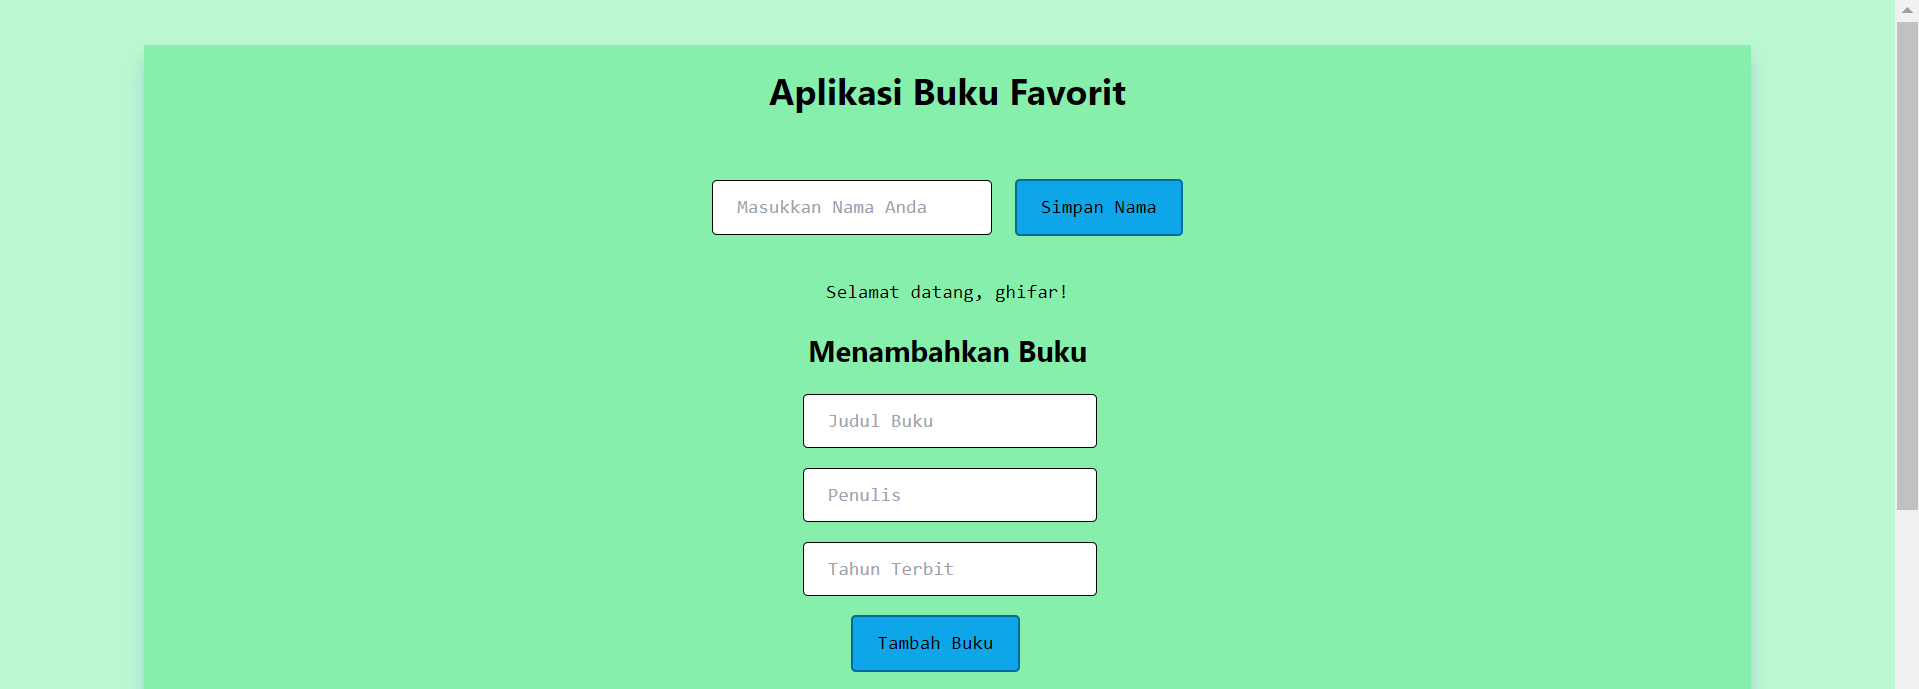 Aplikasi Buku Favorit
Masukkan Nama Anda
Simpan Nama
Selamat datang, ghifar!
Menambahkan Buku
Judul Buku
Penulis
Tahun Terbit
Tambah Buku